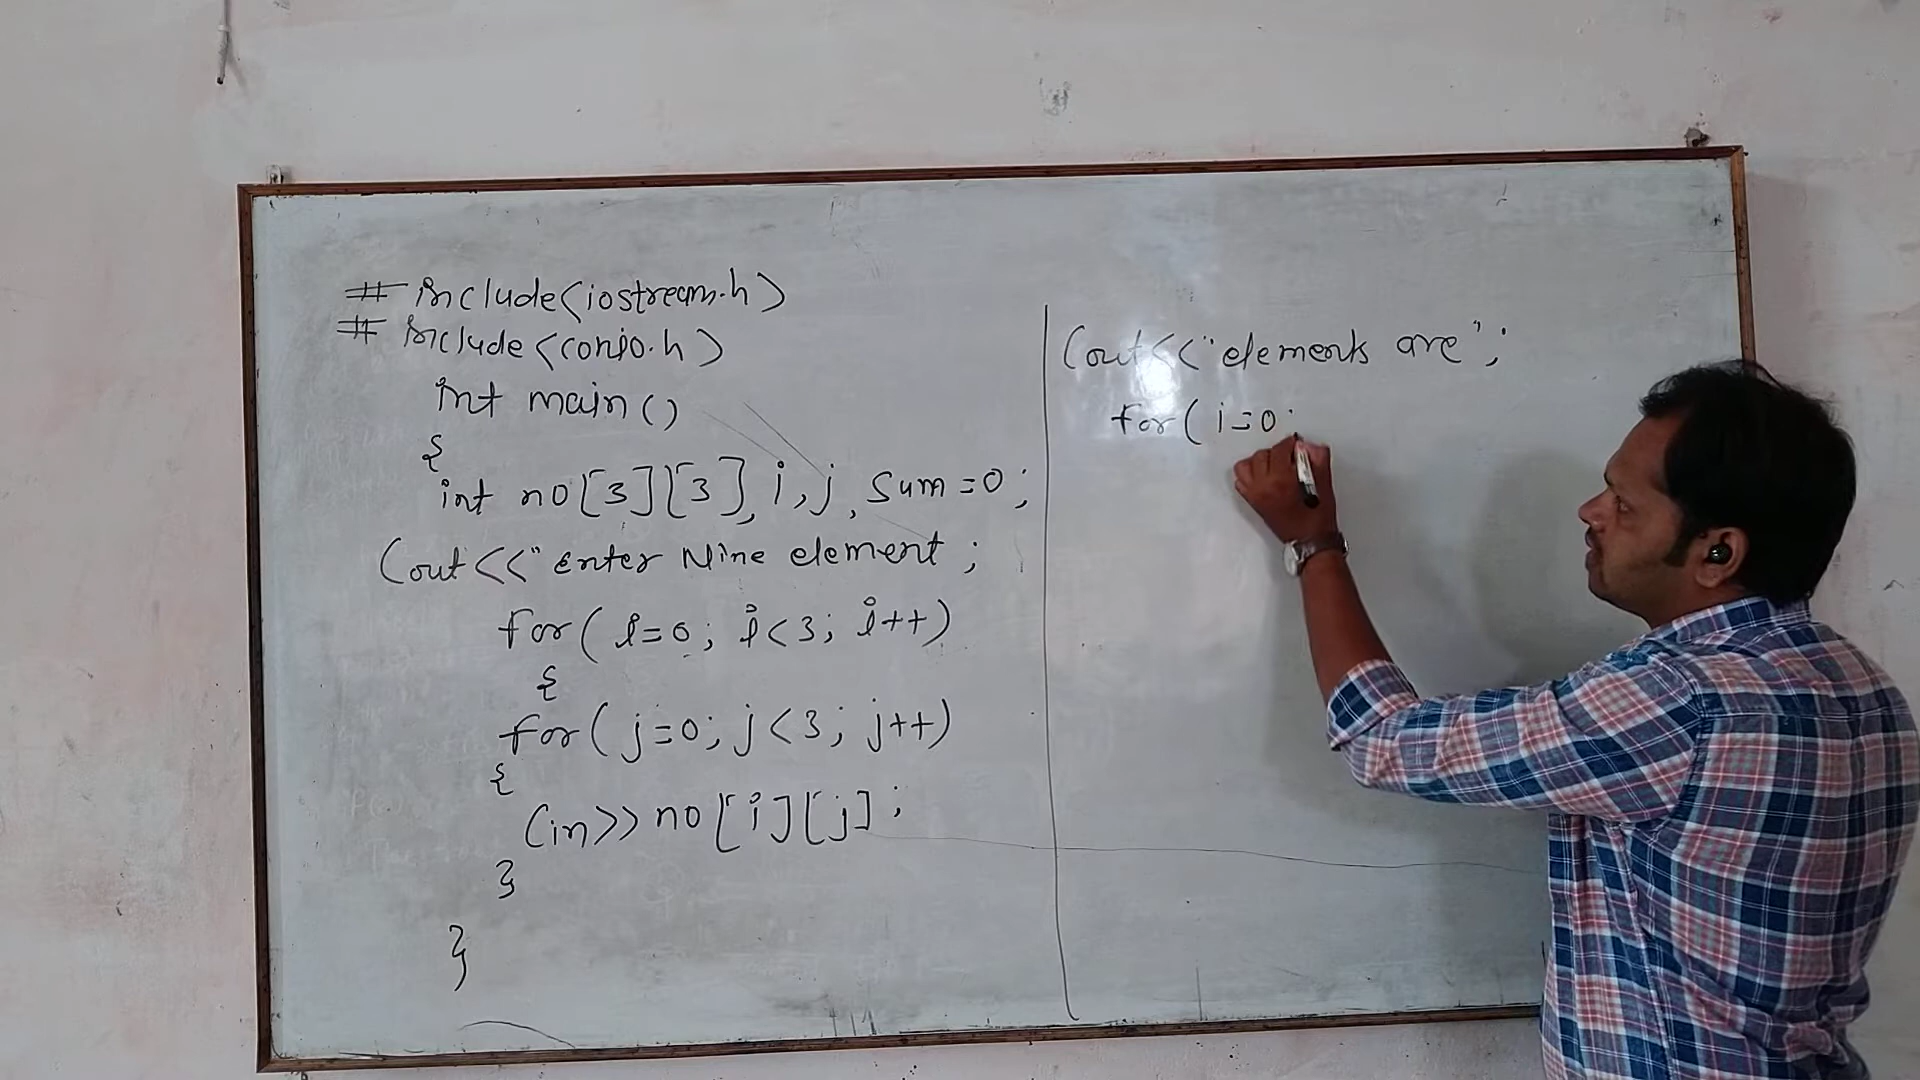 # include<iostream.h>
# include<conio.h>
int main()
{
int no[3][3], i,j, sum=0;
Cout<<"Enter Nine element ;
for( i=0; i<3; i++)
{
for( j=0; j<3; j++)
{
Cin>>no[i][j];
}
}
Cout<<"elements are";
for( i=0;